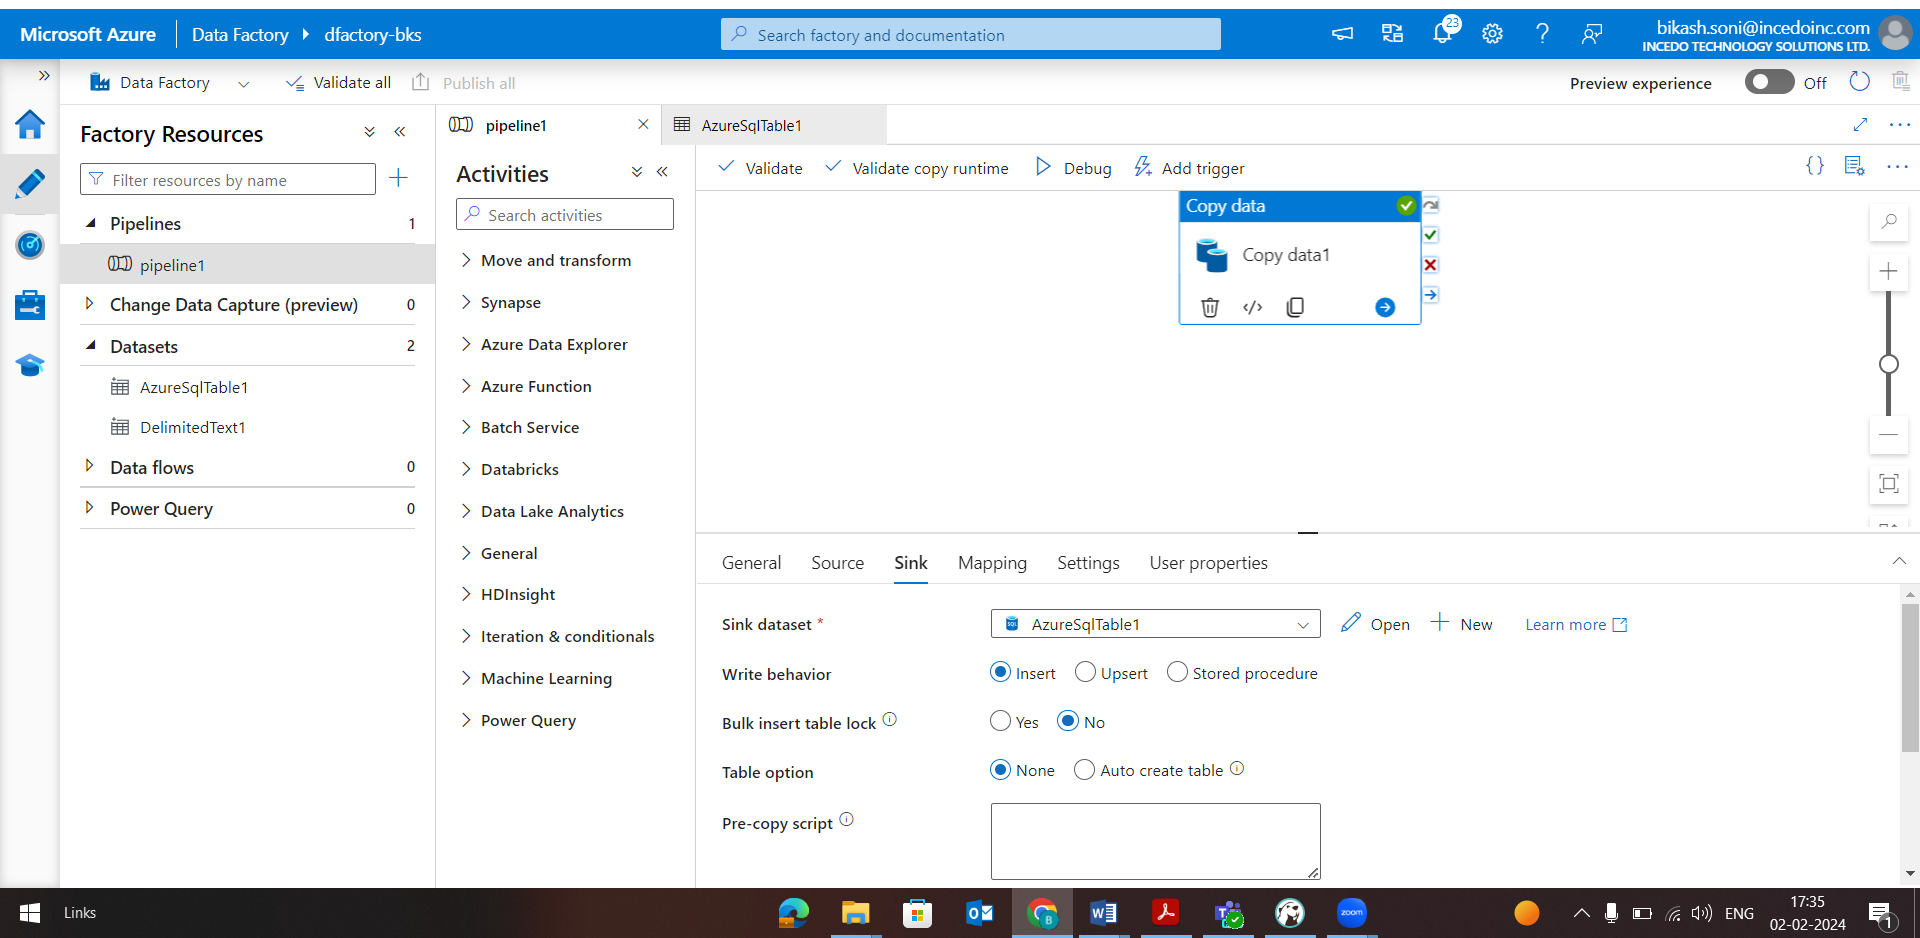 Microsoft Azure
Data Factory
dfactory-bks
Search factory and documentation
23
bikash.soni@incedoinc.com
INCEDO TECHNOLOGY SOLUTIONS LTD.
Data Factory
Validate all
Publish all
Preview experience
Off
Factory Resources
Filter resources by name
Pipelines 1
pipeline1
Change Data Capture (preview) 0
Datasets 2
AzureSqlTable1
DelimitedText1
Data flows 0
Power Query 0
pipeline1
AzureSqlTable1
Activities
Search activities
Move and transform
Synapse
Azure Data Explorer
Azure Function
Batch Service
Databricks
Data Lake Analytics
General
HDInsight
Iteration & conditionals
Machine Learning
Power Query
Validate
Validate copy runtime
Debug
Add trigger
Copy data
Copy data1
General
Source
Sink
Mapping
Settings
User properties
Sink dataset *
AzureSqlTable1
Open
New
Learn more
Write behavior
Insert
Upsert
Stored procedure
Bulk insert table lock
Yes
No
Table option
None
Auto create table
Pre-copy script
Links
zoom
ENG
17:35
02-02-2024
1